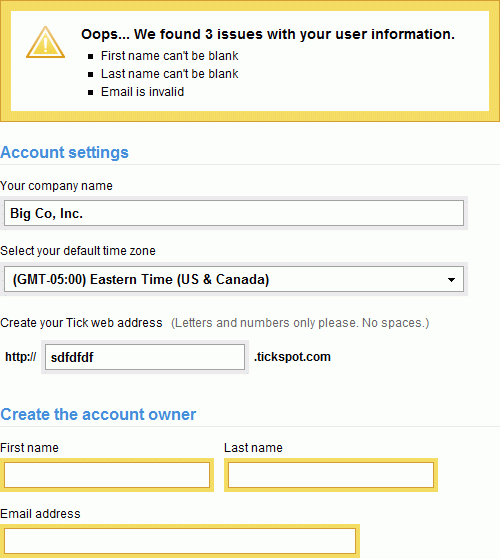 Oops... We found 3 issues with your user information.
First name can't be blank
Last name can't be blank
Email is invalid
Account settings
Your company name
Big Co, Inc.
Select your default time zone
(GMT-05:00) Eastern Time (US & Canada)
Create your Tick web address (Letters and numbers only please. No spaces.)
http:// sdfdfdf .tickspot.com
Create the account owner
First name Last name
Email address